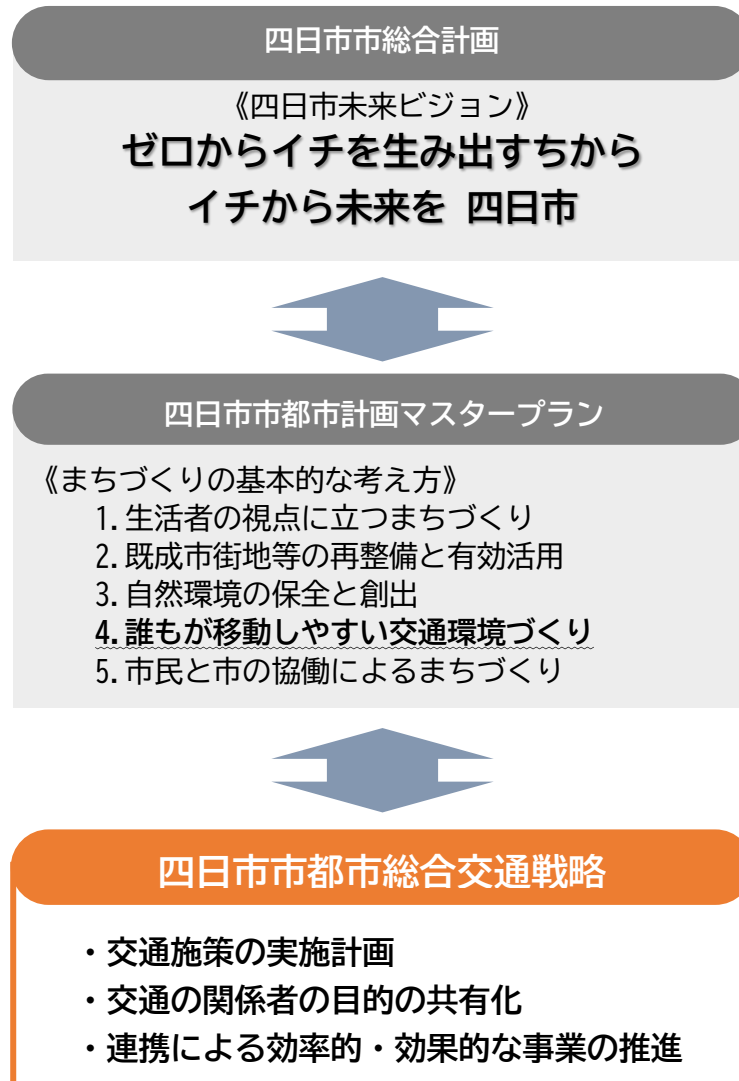 四日市市総合計画
《四日市未来ビジョン》
ゼロからイチを生み出すちから
イチから未来を 四日市
四日市市都市計画マスタープラン
《まちづくりの基本的な考え方》
1.生活者の視点に立つまちづくり
2.既成市街地等の再整備と有効活用
3.自然環境の保全と創出
4.誰もが移動しやすい交通環境づくり
5.市民と市の協働によるまちづくり
四日市市都市総合交通戦略
・交通施策の実施計画
・交通の関係者の目的の共有化
・連携による効率的・効果的な事業の推進